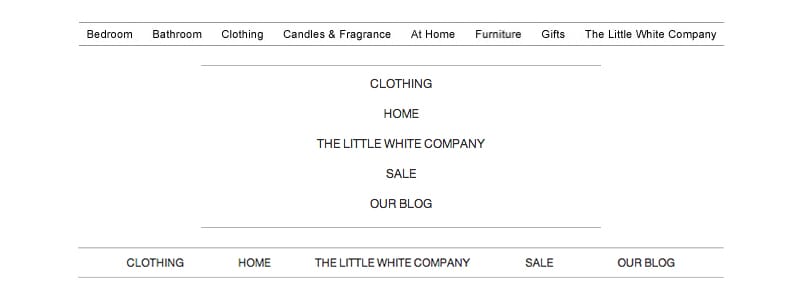 Bedroom Bathroom Clothing Candles & Fragrance At Home Furniture Gifts The Little White Company
CLOTHING
HOME
THE LITTLE WHITE COMPANY
SALE
OUR BLOG
CLOTHING HOME THE LITTLE WHITE COMPANY SALE OUR BLOG